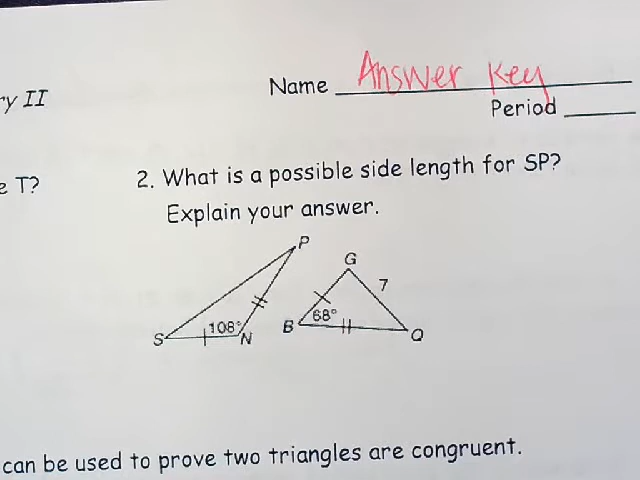 Name Answer Key
ry II
Period
e T?
2. What is a possible side length for SP?
Explain your answer.
P
G
7
108°
68°
S
N
B
Q
can be used to prove two triangles are congruent.